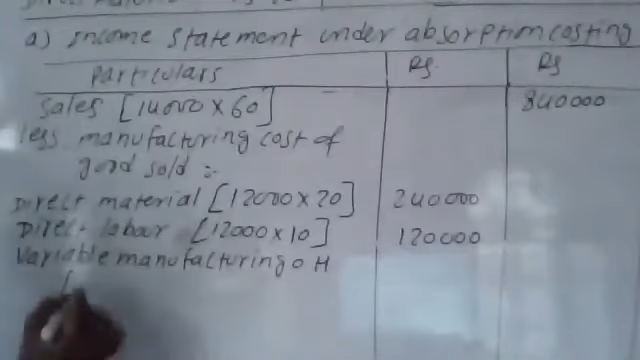 a) Income statement under absorption costing
particulars Rs Rs
Sales [14000 x 60] 840000
less manufacturing cost of
good sold :-
Direct material [12000 x 20] 240000
Direct labour [12000 x 10] 120000
Variable manufacturing O H
[